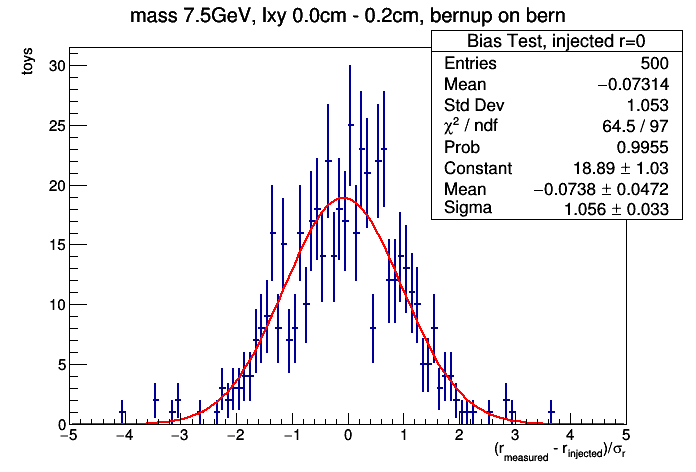 mass 7.5GeV, lxy 0.0cm - 0.2cm, bernup on bern
toys
Bias Test, injected r=0
Entries 500
Mean −0.07314
Std Dev 1.053
χ² / ndf 64.5 / 97
Prob 0.9955
Constant 18.89 ± 1.03
Mean −0.0738 ± 0.0472
Sigma 1.056 ± 0.033
30
25
20
15
10
5
0
−5 −4 −3 −2 −1 0 1 2 3 4 5
(r_measured - r_injected)/σ_r